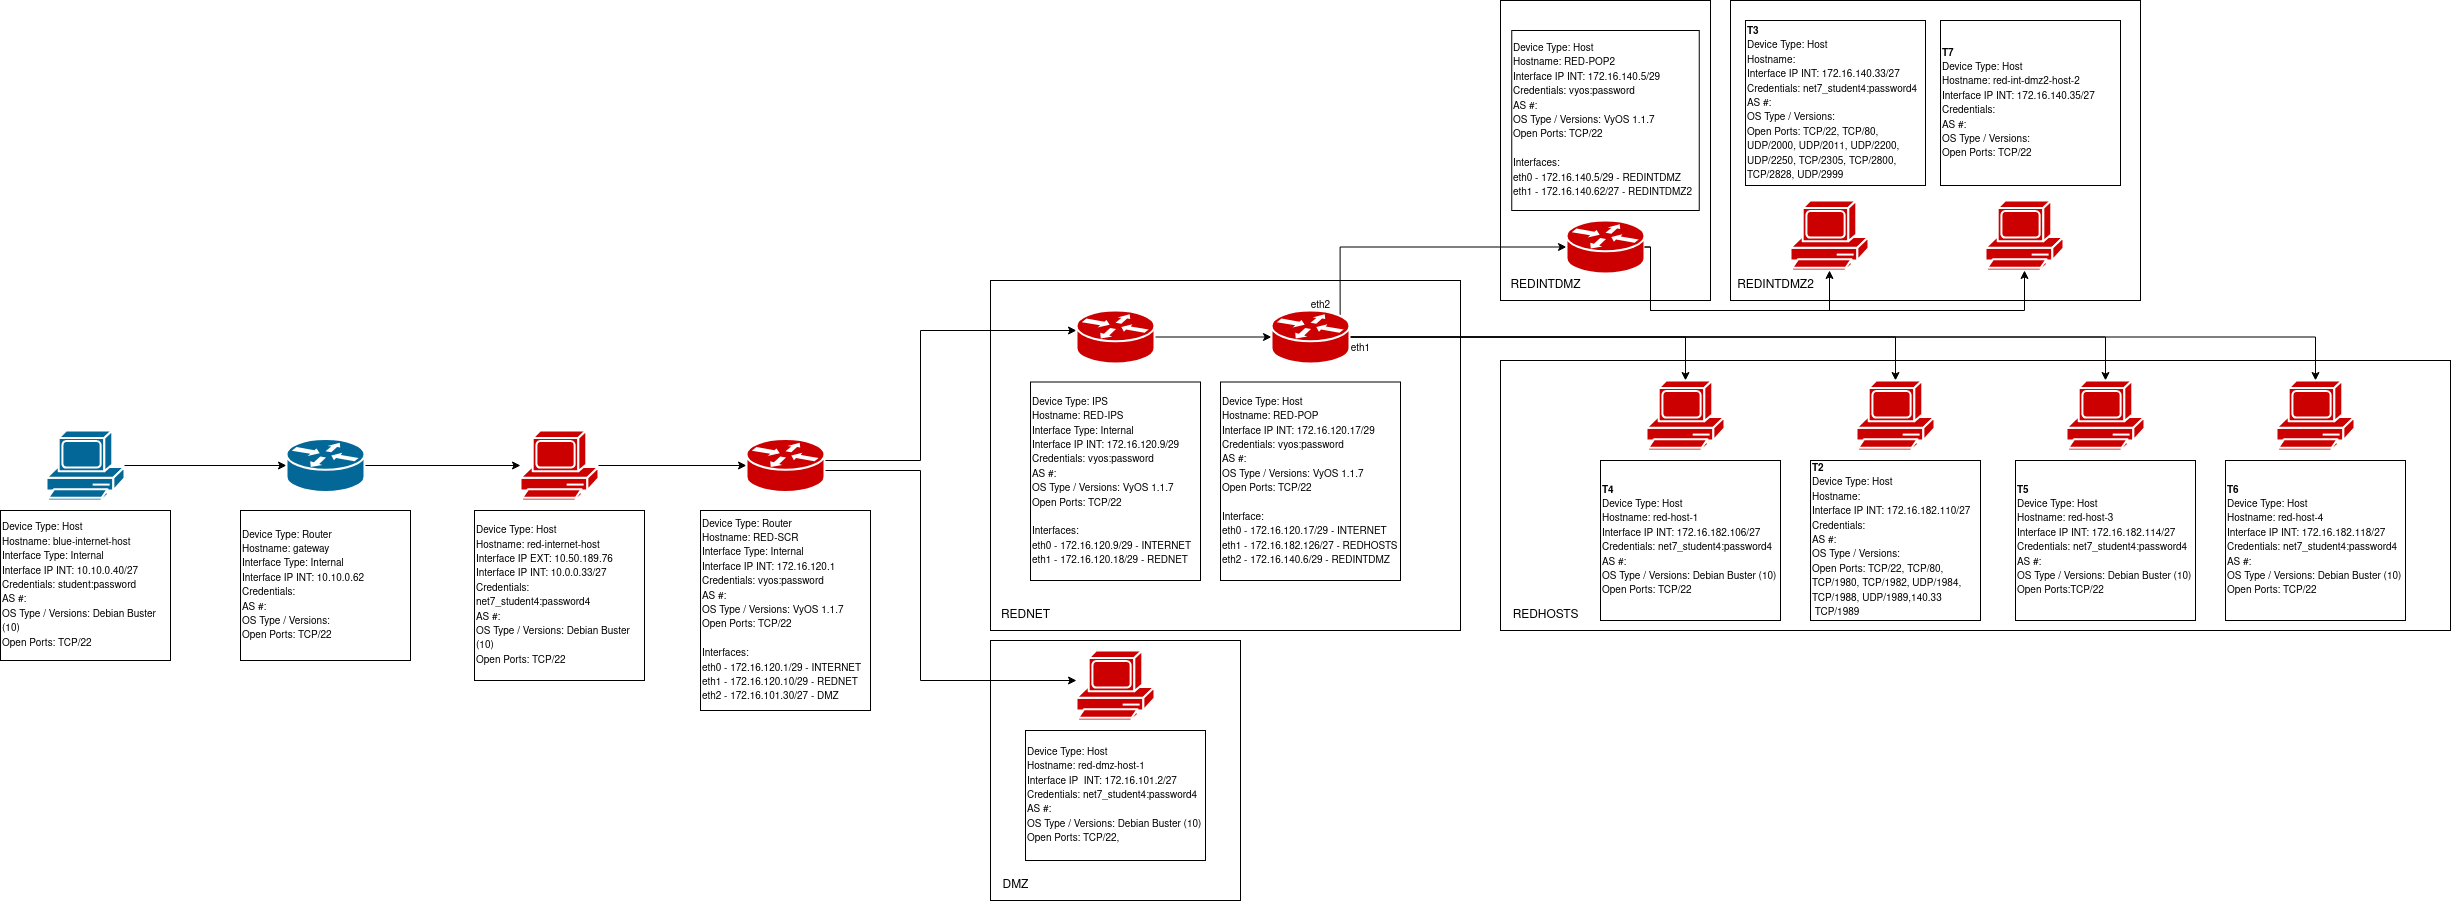 Device Type: Host
Hostname: blue-internet-host
Interface Type: Internal
Interface IP INT: 10.10.0.40/27
Credentials: student:password
AS #:
OS Type / Versions: Debian Buster
(10)
Open Ports: TCP/22
Device Type: Router
Hostname: gateway
Interface Type: Internal
Interface IP INT: 10.10.0.62
Credentials:
AS #:
OS Type / Versions:
Open Ports: TCP/22
Device Type: Host
Hostname: red-internet-host
Interface IP EXT: 10.50.189.76
Interface IP INT: 10.0.0.33/27
Credentials:
net7_student4:password4
AS #:
OS Type / Versions: Debian Buster
(10)
Open Ports: TCP/22
Device Type: Router
Hostname: RED-SCR
Interface Type: Internal
Interface IP INT: 172.16.120.1
Credentials: vyos:password
AS #:
OS Type / Versions: VyOS 1.1.7
Open Ports: TCP/22
Interfaces:
eth0 - 172.16.120.1/29 - INTERNET
eth1 - 172.16.120.10/29 - REDNET
eth2 - 172.16.101.30/27 - DMZ
Device Type: IPS
Hostname: RED-IPS
Interface Type: Internal
Interface IP INT: 172.16.120.9/29
Credentials: vyos:password
AS #:
OS Type / Versions: VyOS 1.1.7
Open Ports: TCP/22
Interfaces:
eth0 - 172.16.120.9/29 - INTERNET
eth1 - 172.16.120.18/29 - REDNET
eth2
eth1
Device Type: Host
Hostname: RED-POP
Interface IP INT: 172.16.120.17/29
Credentials: vyos:password
AS #:
OS Type / Versions: VyOS 1.1.7
Open Ports: TCP/22
Interface:
eth0 - 172.16.120.17/29 - INTERNET
eth1 - 172.16.182.126/27 - REDHOSTS
eth2 - 172.16.140.6/29 - REDINTDMZ
REDNET
Device Type: Host
Hostname: red-dmz-host-1
Interface IP  INT: 172.16.101.2/27
Credentials: net7_student4:password4
AS #:
OS Type / Versions: Debian Buster (10)
Open Ports: TCP/22,
DMZ
Device Type: Host
Hostname: RED-POP2
Interface IP INT: 172.16.140.5/29
Credentials: vyos:password
AS #:
OS Type / Versions: VyOS 1.1.7
Open Ports: TCP/22
Interfaces:
eth0 - 172.16.140.5/29 - REDINTDMZ
eth1 - 172.16.140.62/27 - REDINTDMZ2
REDINTDMZ
T3
Device Type: Host
Hostname:
Interface IP INT: 172.16.140.33/27
Credentials: net7_student4:password4
AS #:
OS Type / Versions:
Open Ports: TCP/22, TCP/80,
UDP/2000, UDP/2011, UDP/2200,
UDP/2250, TCP/2305, TCP/2800,
TCP/2828, UDP/2999
T7
Device Type: Host
Hostname: red-int-dmz2-host-2
Interface IP INT: 172.16.140.35/27
Credentials:
AS #:
OS Type / Versions:
Open Ports: TCP/22
REDINTDMZ2
T4
Device Type: Host
Hostname: red-host-1
Interface IP INT: 172.16.182.106/27
Credentials: net7_student4:password4
AS #:
OS Type / Versions: Debian Buster (10)
Open Ports: TCP/22
T2
Device Type: Host
Hostname:
Interface IP INT: 172.16.182.110/27
Credentials:
AS #:
OS Type / Versions:
Open Ports: TCP/22, TCP/80,
TCP/1980, TCP/1982, UDP/1984,
TCP/1988, UDP/1989,140.33
TCP/1989
T5
Device Type: Host
Hostname: red-host-3
Interface IP INT: 172.16.182.114/27
Credentials: net7_student4:password4
AS #:
OS Type / Versions: Debian Buster (10)
Open Ports:TCP/22
T6
Device Type: Host
Hostname: red-host-4
Interface IP INT: 172.16.182.118/27
Credentials: net7_student4:password4
AS #:
OS Type / Versions: Debian Buster (10)
Open Ports: TCP/22
REDHOSTS